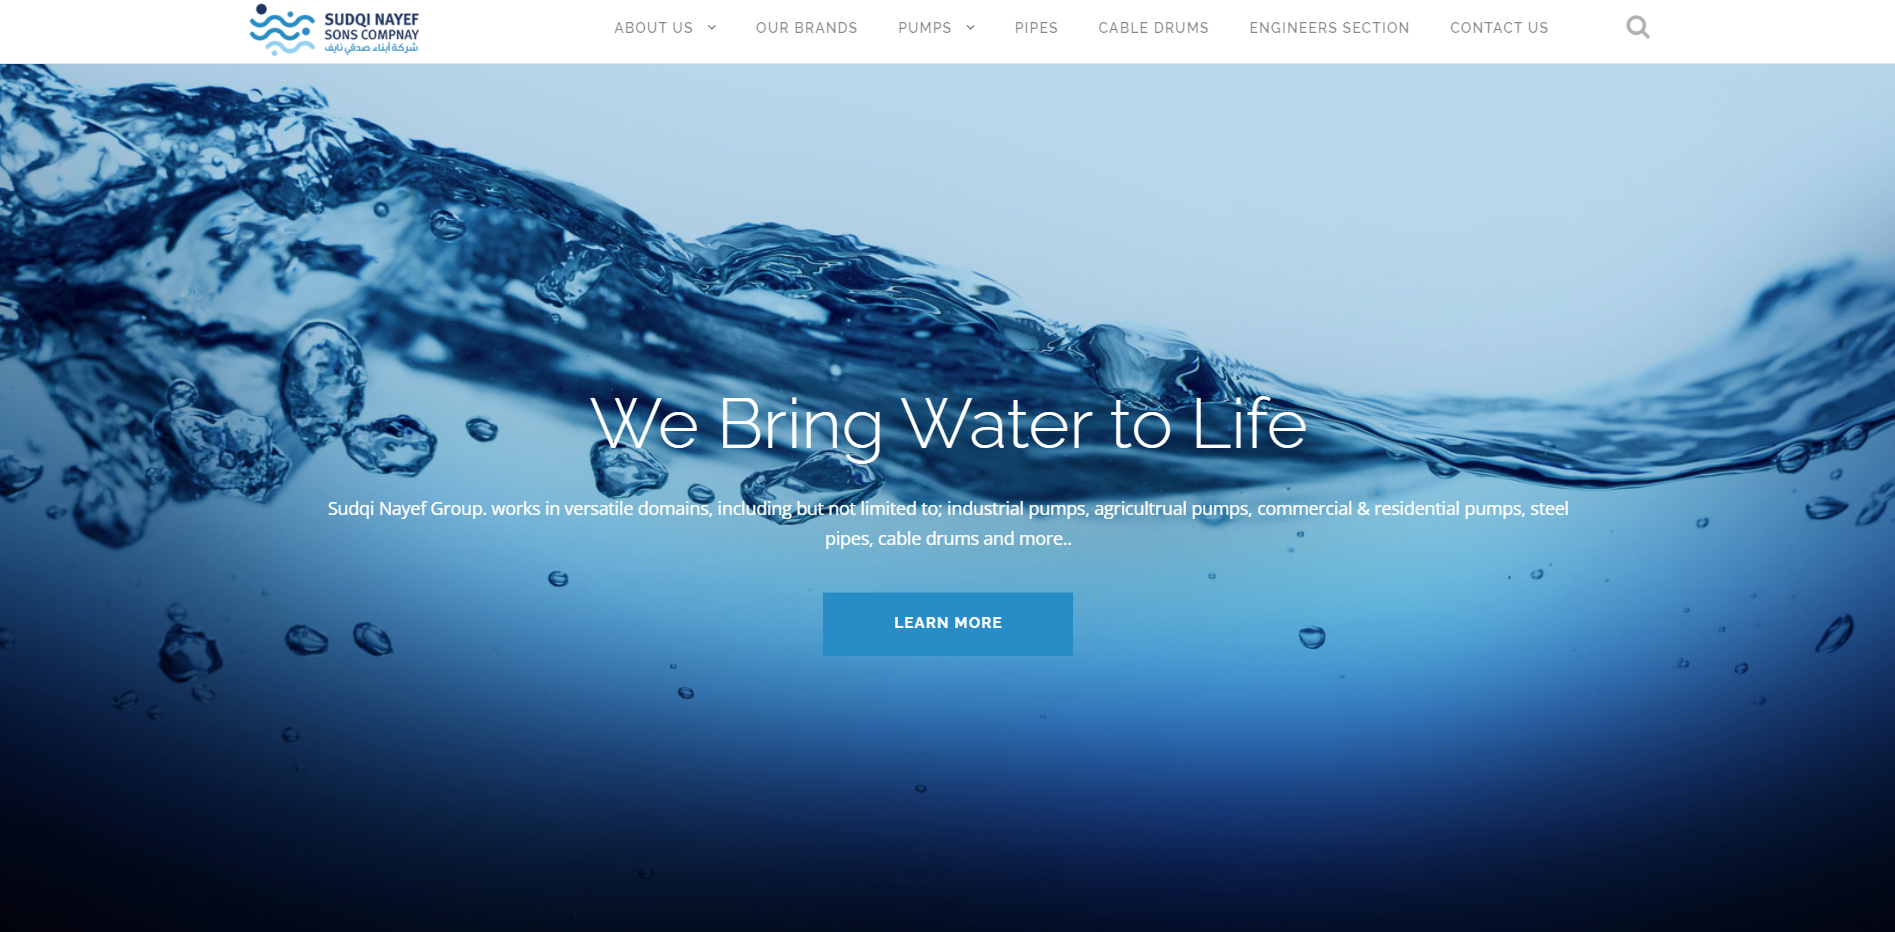 SUDQI NAYEF
SONS COMPNAY
شركة أبناء صدقي نايف
ABOUT US
OUR BRANDS
PUMPS
PIPES
CABLE DRUMS
ENGINEERS SECTION
CONTACT US
We Bring Water to Life
Sudqi Nayef Group. works in versatile domains, including but not limited to; industrial pumps, agricultrual pumps, commercial & residential pumps, steel
pipes, cable drums and more..
LEARN MORE